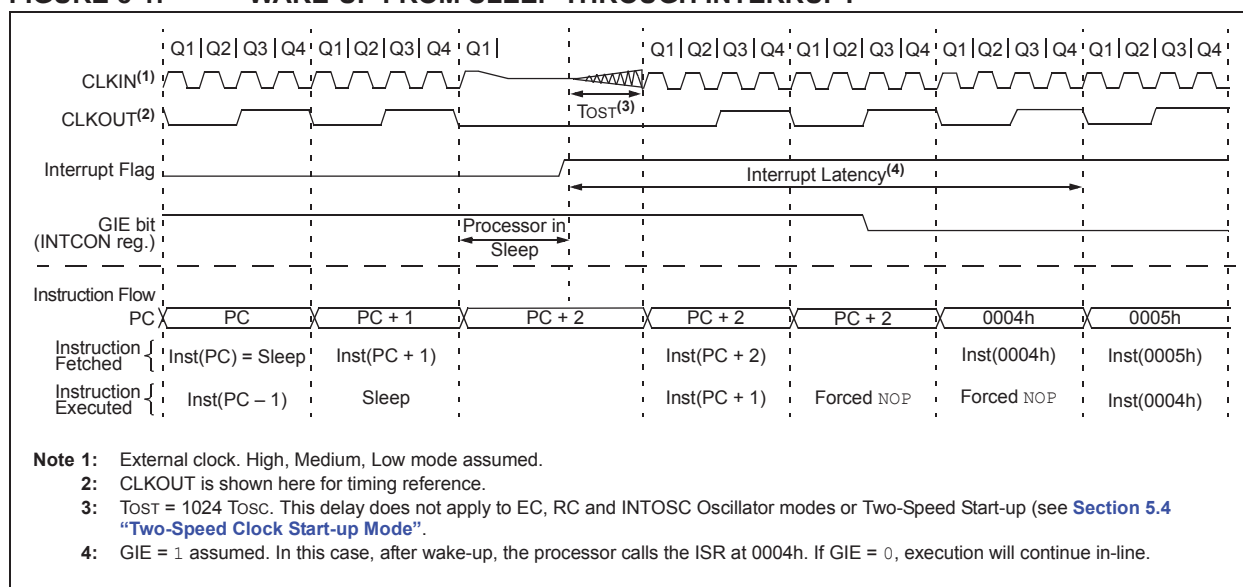 Q1 Q2 Q3 Q4 Q1 Q2 Q3 Q4 Q1 Q1 Q2 Q3 Q4 Q1 Q2 Q3 Q4 Q1 Q2 Q3 Q4 Q1 Q2 Q3 Q4
CLKIN(1)
CLKOUT(2)
TOST(3)
Interrupt Flag
Interrupt Latency(4)
GIE bit
(INTCON reg.)
Processor in
Sleep
Instruction Flow
PC PC PC + 1 PC + 2 PC + 2 PC + 2 0004h 0005h
Instruction
Fetched
Inst(PC) = Sleep Inst(PC + 1) Inst(PC + 2) Inst(0004h) Inst(0005h)
Instruction
Executed
Inst(PC – 1) Sleep Inst(PC + 1) Forced NOP Forced NOP Inst(0004h)
Note 1: External clock. High, Medium, Low mode assumed.
2: CLKOUT is shown here for timing reference.
3: TOST = 1024 TOSC. This delay does not apply to EC, RC and INTOSC Oscillator modes or Two-Speed Start-up (see Section 5.4
“Two-Speed Clock Start-up Mode”.
4: GIE = 1 assumed. In this case, after wake-up, the processor calls the ISR at 0004h. If GIE = 0, execution will continue in-line.